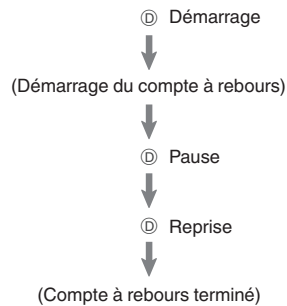 Ⓓ Démarrage
(Démarrage du compte à rebours)
Ⓓ Pause
Ⓓ Reprise
(Compte à rebours terminé)